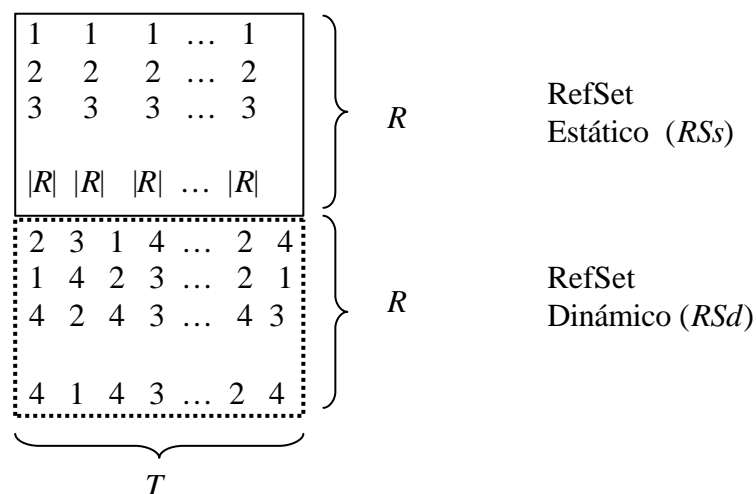 1 1 1 … 1
2 2 2 … 2
3 3 3 … 3
|R| |R| |R| … |R|
R
RefSet
Estático (RSs)
2 3 1 4 … 2 4
1 4 2 3 … 2 1
4 2 4 3 … 4 3
4 1 4 3 … 2 4
R
RefSet
Dinámico (RSd)
T